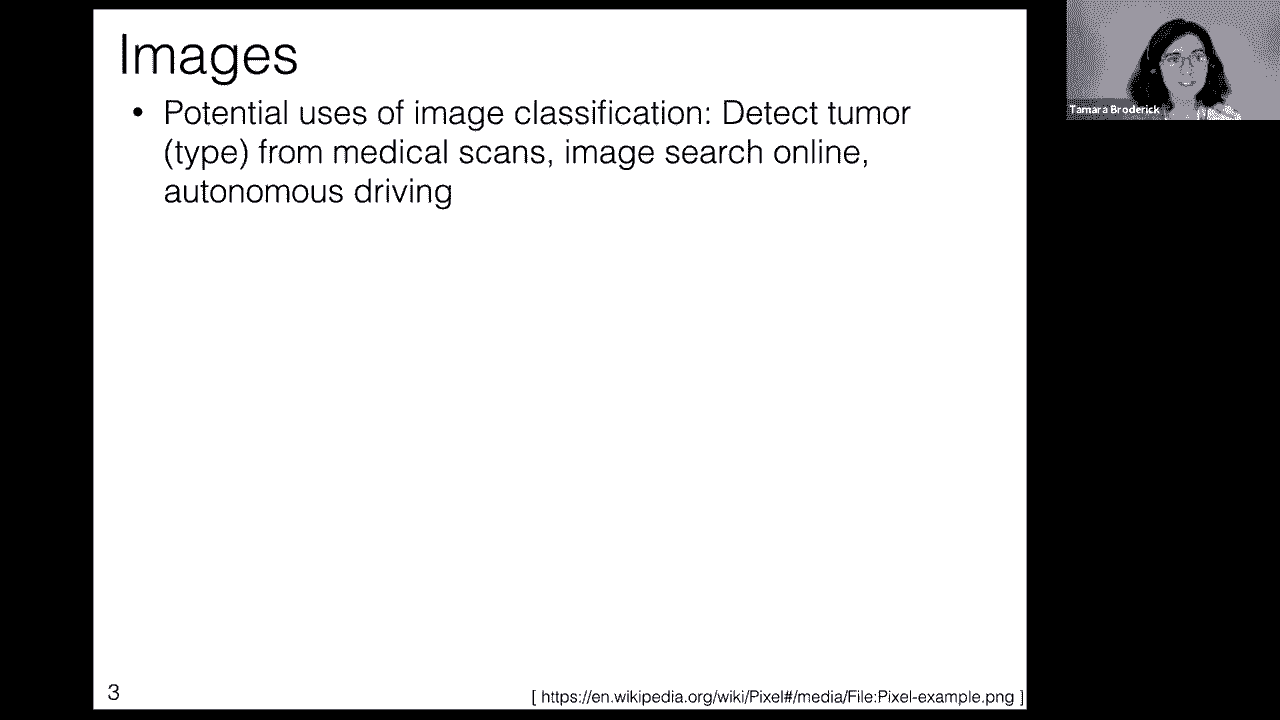 Images
• Potential uses of image classification: Detect tumor
(type) from medical scans, image search online,
autonomous driving
3
[ https://en.wikipedia.org/wiki/Pixel#/media/File:Pixel-example.png ]
Tamara Broderick